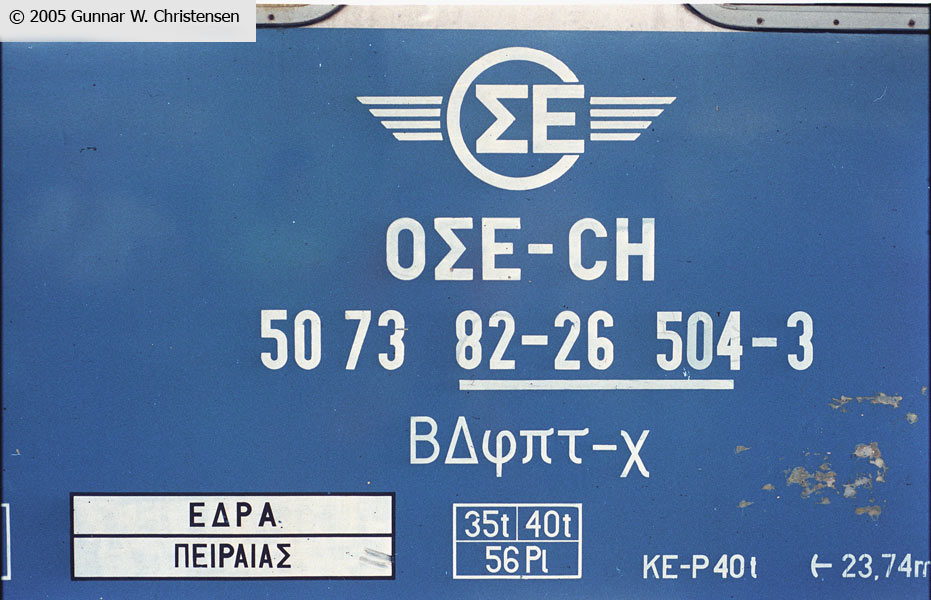 © 2005 Gunnar W. Christensen
ΣΕ
ΟΣΕ-CH
50 73 82-26 504-3
ΒΔφπτ-χ
ΕΔΡΑ
ΠΕΙΡΑΙΑΣ
35t 40t
56 Pl
KE-P 40t
23,74m